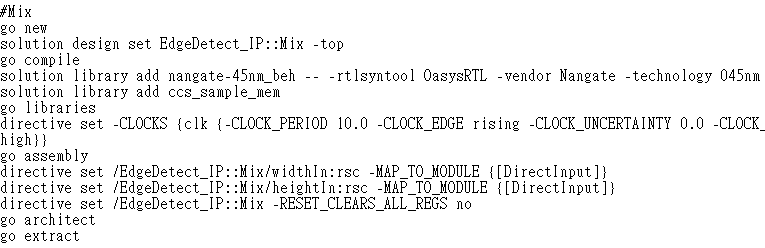 #Mix
go new
solution design set EdgeDetect_IP::Mix -top
go compile
solution library add nangate-45nm_beh -- -rtlsyntool OasysRTL -vendor Nangate -technology 045nm
solution library add ccs_sample_mem
go libraries
directive set -CLOCKS {clk {-CLOCK_PERIOD 10.0 -CLOCK_EDGE rising -CLOCK_UNCERTAINTY 0.0 -CLOCK_
high}}
go assembly
directive set /EdgeDetect_IP::Mix/widthIn:rsc -MAP_TO_MODULE {[DirectInput]}
directive set /EdgeDetect_IP::Mix/heightIn:rsc -MAP_TO_MODULE {[DirectInput]}
directive set /EdgeDetect_IP::Mix -RESET_CLEARS_ALL_REGS no
go architect
go extract